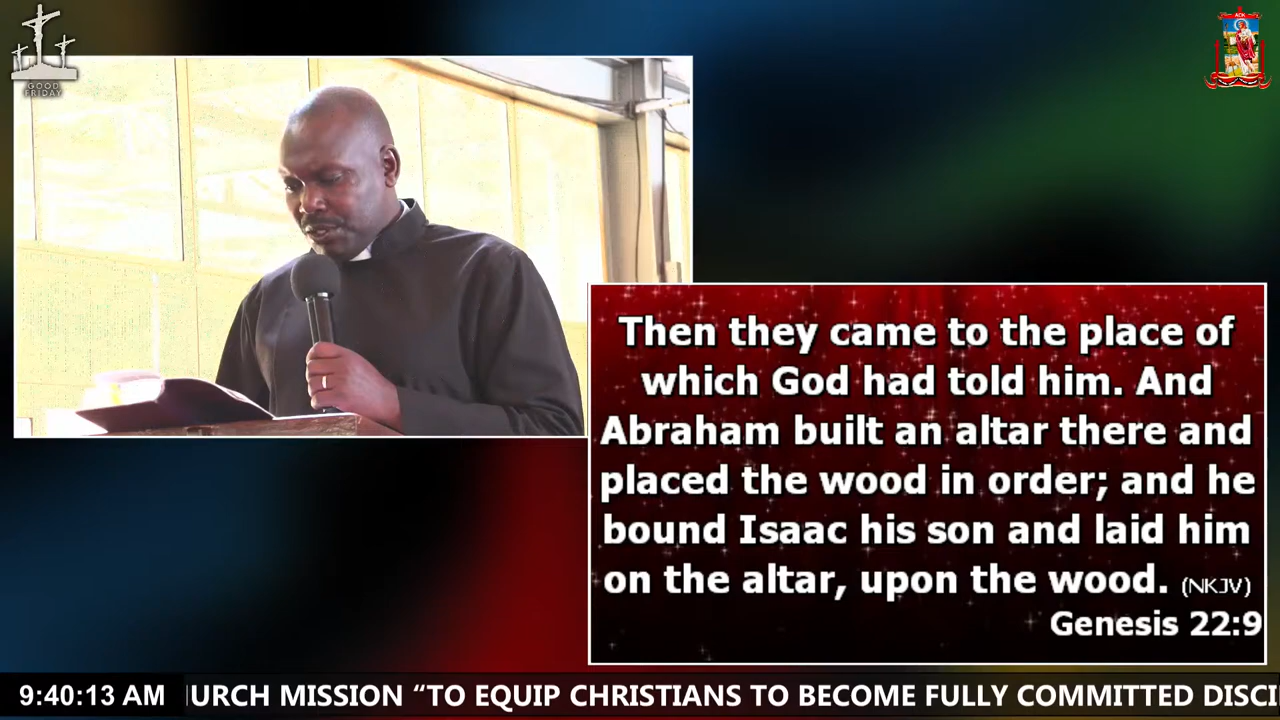 GOOD
FRIDAY
ACK
Then they came to the place of
which God had told him. And
Abraham built an altar there and
placed the wood in order; and he
bound Isaac his son and laid him
on the altar, upon the wood. (NKJV)
Genesis 22:9
9:40:13 AM
URCH MISSION “TO EQUIP CHRISTIANS TO BECOME FULLY COMMITTED DISCI